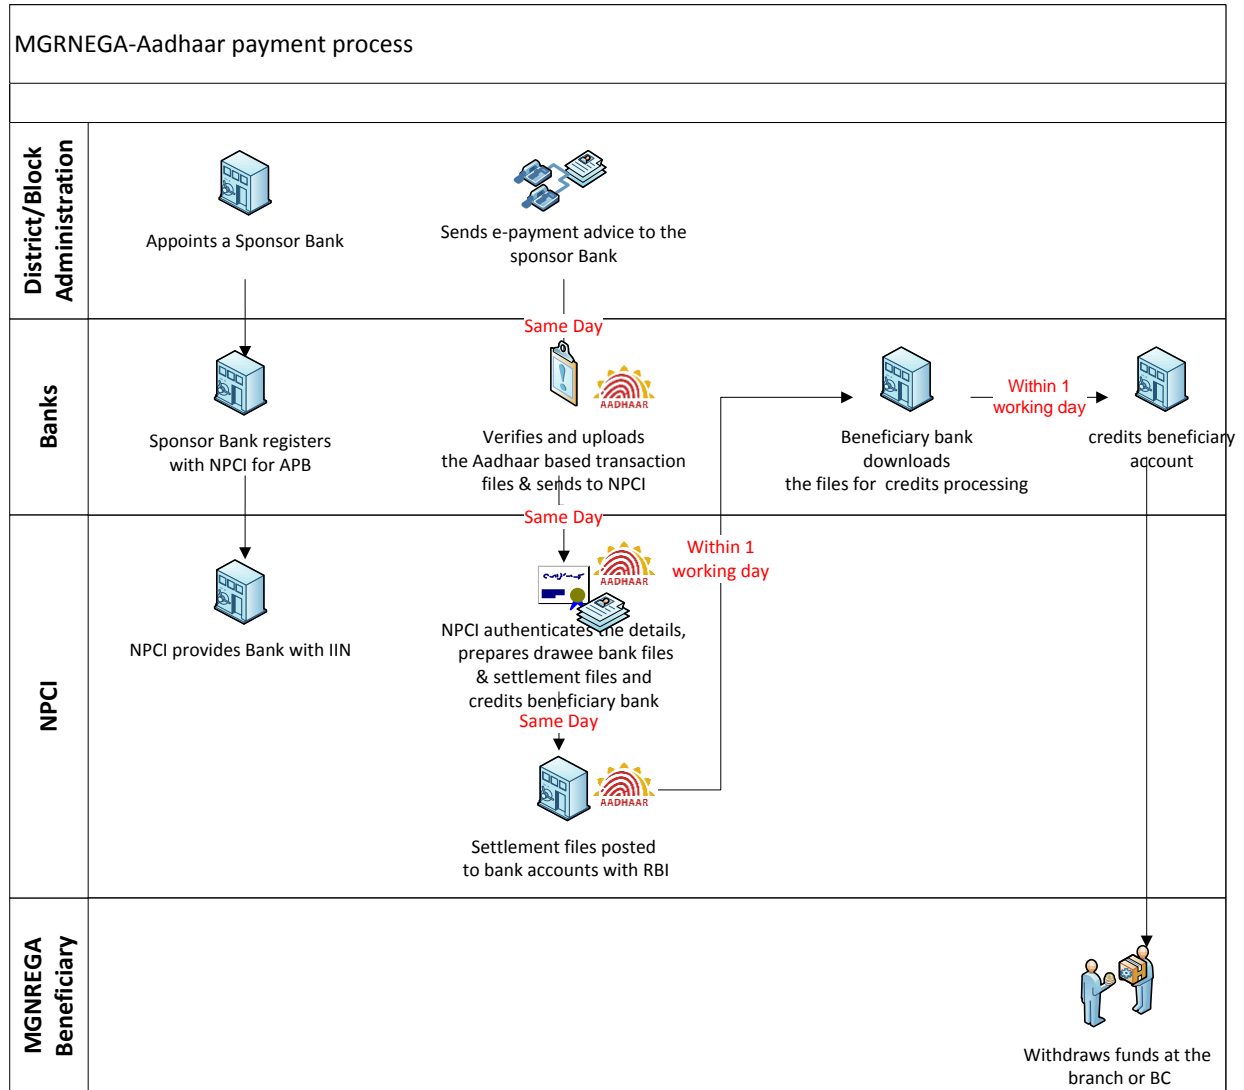 MGRNEGA-Aadhaar payment process
District/Block
Administration
Appoints a Sponsor Bank
Sends e-payment advice to the
sponsor Bank
Same Day
Banks
Sponsor Bank registers
with NPCI for APB
AADHAAR
Verifies and uploads
the Aadhaar based transaction
files & sends to NPCI
Beneficiary bank
downloads
the files for credits processing
Within 1
working day
credits beneficiary
account
Same Day
NPCI
NPCI provides Bank with IIN
AADHAAR
NPCI authenticates the details,
prepares drawee bank files
& settlement files and
credits beneficiary bank
Within 1
working day
Same Day
AADHAAR
Settlement files posted
to bank accounts with RBI
MGNREGA
Beneficiary
Withdraws funds at the
branch or BC